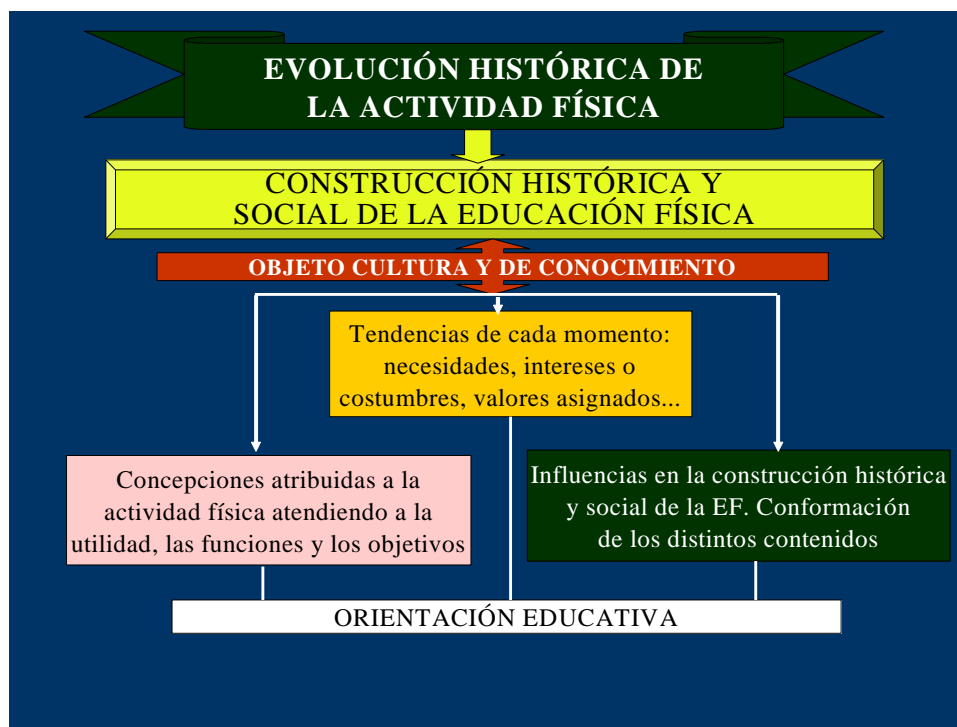 EVOLUCIÓN HISTÓRICA DE
LA ACTIVIDAD FÍSICA
CONSTRUCCIÓN HISTÓRICA Y
SOCIAL DE LA EDUCACIÓN FÍSICA
OBJETO CULTURA Y DE CONOCIMIENTO
Tendencias de cada momento:
necesidades, intereses o
costumbres, valores asignados...
Concepciones atribuidas a la
actividad física atendiendo a la
utilidad, las funciones y los objetivos
Influencias en la construcción histórica
y social de la EF. Conformación
de los distintos contenidos
ORIENTACIÓN EDUCATIVA